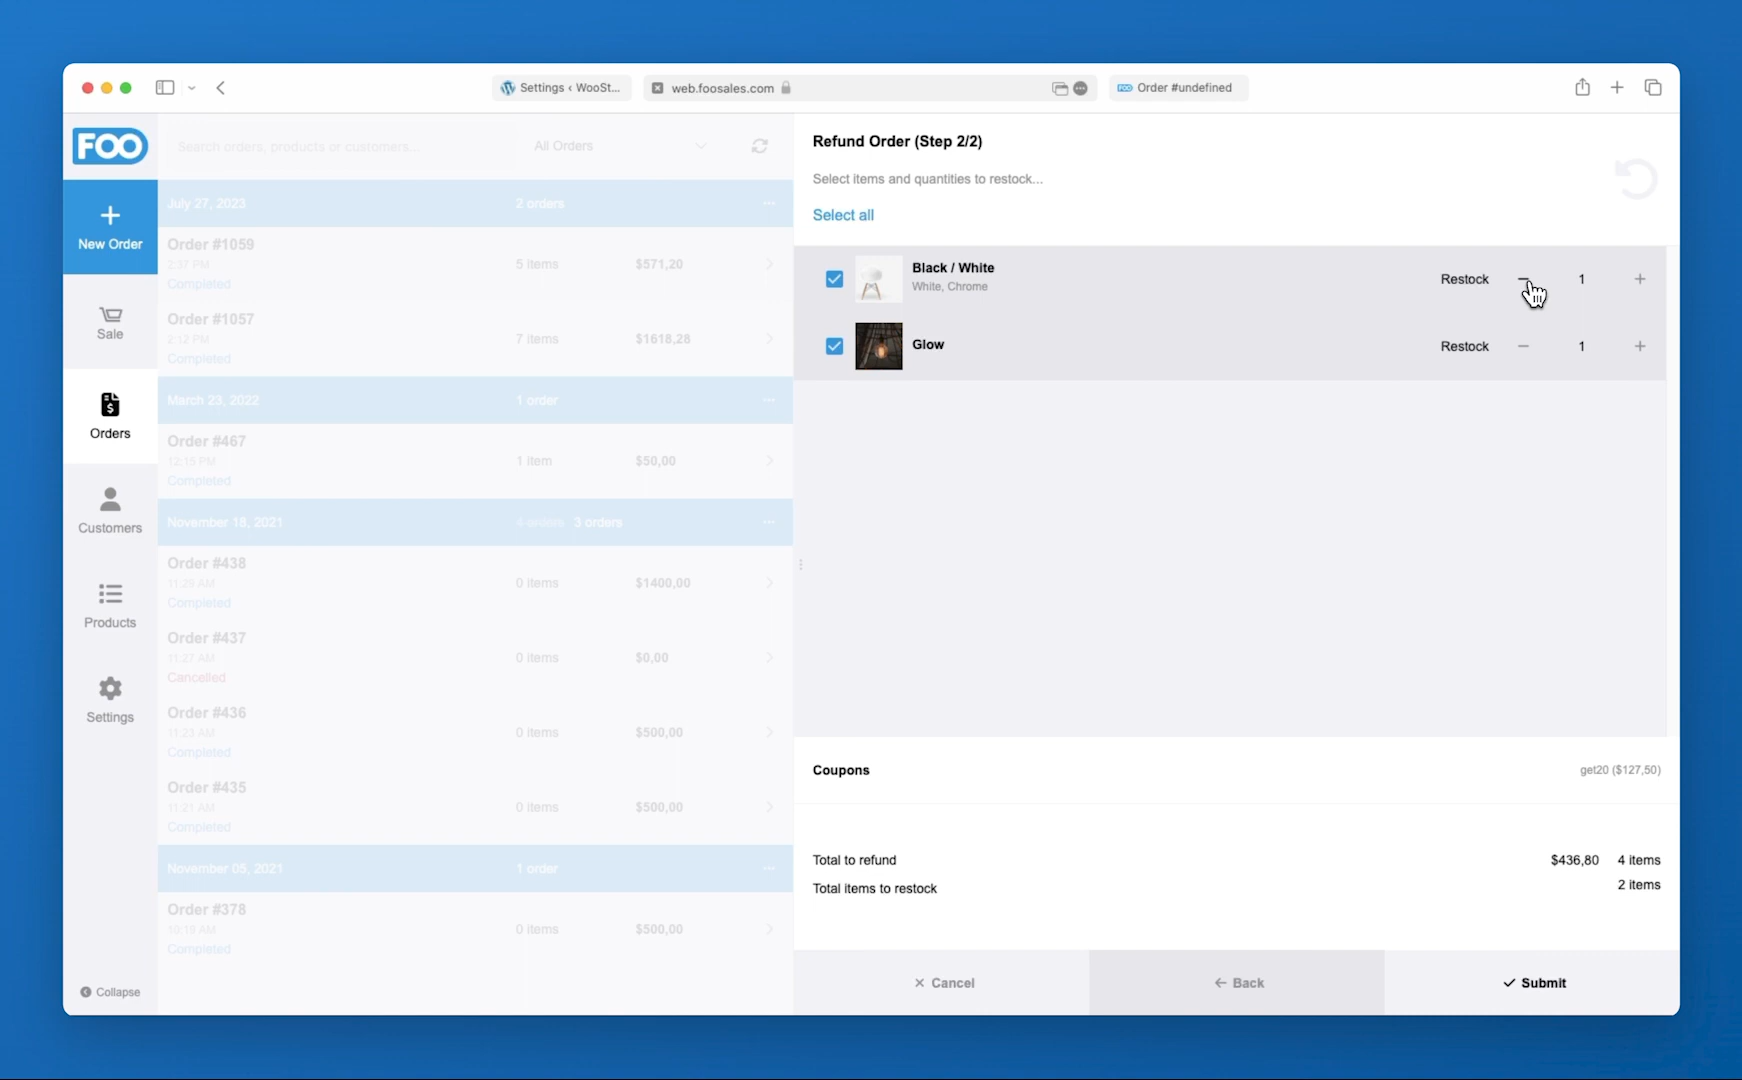 Settings ‹ WooSt...
web.foosales.com
FOO Order #undefined
FOO
Search orders, products or customers...
All Orders
New Order
Sale
Orders
Customers
Products
Settings
Collapse
July 27, 2023 2 orders
Order #1059
2:37 PM 5 items $571,20
Completed
Order #1057
2:12 PM 7 items $1618,28
Completed
March 23, 2022 1 order
Order #467
12:15 PM 1 item $50,00
Completed
November 18, 2021 4 orders 3 orders
Order #438
11:29 AM 0 items $1400,00
Completed
Order #437
11:27 AM 0 items $0,00
Cancelled
Order #436
11:23 AM 0 items $500,00
Completed
Order #435
11:21 AM 0 items $500,00
Completed
November 05, 2021 1 order
Order #378
10:19 AM 0 items $500,00
Completed
Refund Order (Step 2/2)
Select items and quantities to restock...
Select all
Black / White
White, Chrome
Restock − 1 +
Glow
Restock − 1 +
Coupons get20 ($127,50)
Total to refund $436,80 4 items
Total items to restock 2 items
Cancel
Back
Submit